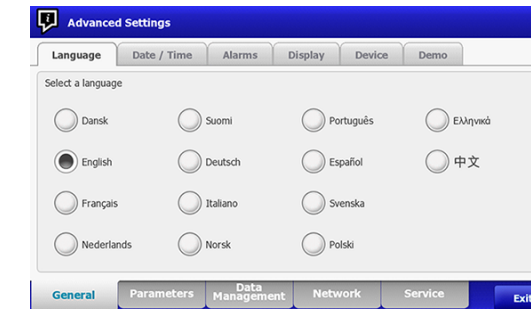 Advanced Settings
Language Date / Time Alarms Display Device Demo
Select a language
Dansk Suomi Português Ελληνικά
English Deutsch Español 中文
Français Italiano Svenska
Nederlands Norsk Polski
General Parameters Data Management Network Service Exit